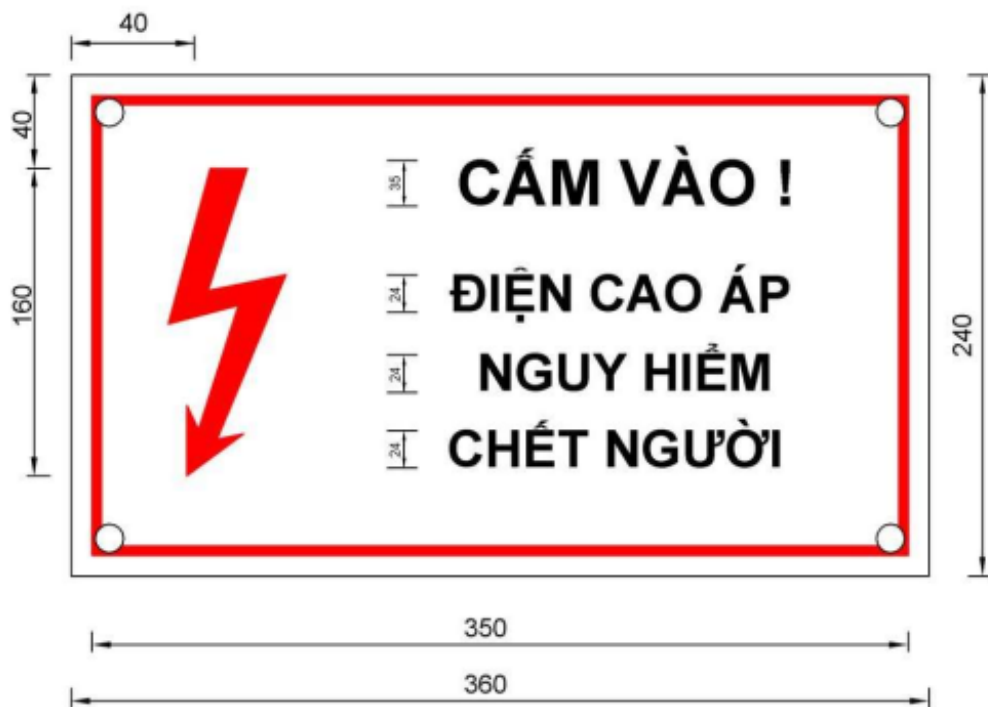 40
40
35
CẤM VÀO !
24
ĐIỆN CAO ÁP
160
240
24
NGUY HIỂM
24
CHẾT NGƯỜI
350
360